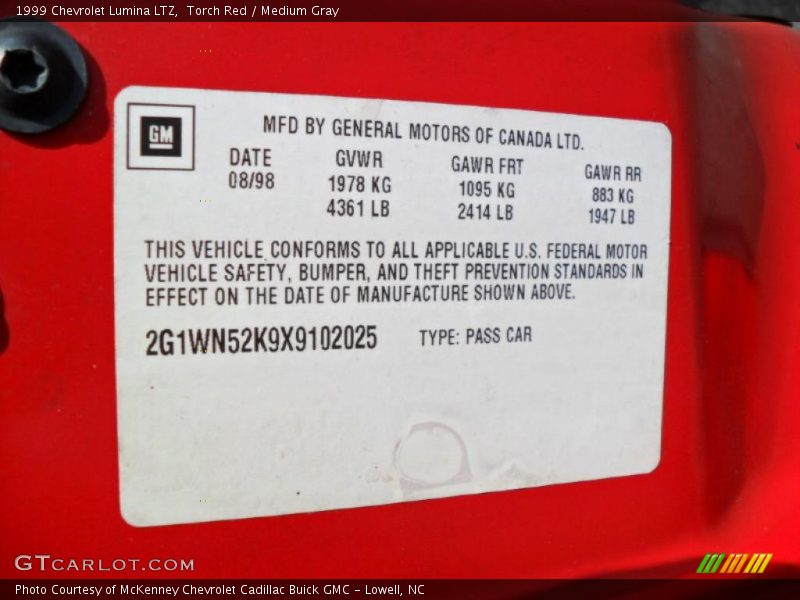 1999 Chevrolet Lumina LTZ,  Torch Red / Medium Gray
GM
MFD BY GENERAL MOTORS OF CANADA LTD.
DATE GVWR GAWR FRT GAWR RR
08/98 1978 KG 1095 KG 883 KG
4361 LB 2414 LB 1947 LB
THIS VEHICLE CONFORMS TO ALL APPLICABLE U.S. FEDERAL MOTOR
VEHICLE SAFETY, BUMPER, AND THEFT PREVENTION STANDARDS IN
EFFECT ON THE DATE OF MANUFACTURE SHOWN ABOVE.
2G1WN52K9X9102025 TYPE: PASS CAR
GTCARLOT.COM
Photo Courtesy of McKenney Chevrolet Cadillac Buick GMC - Lowell, NC